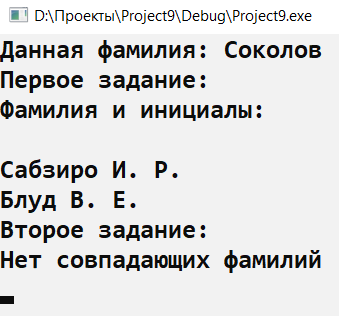 D:\Проекты\Project9\Debug\Project9.exe
Данная фамилия: Соколов
Первое задание:
Фамилия и инициалы:
Сабзиро И. Р.
Блуд В. Е.
Второе задание:
Нет совпадающих фамилий